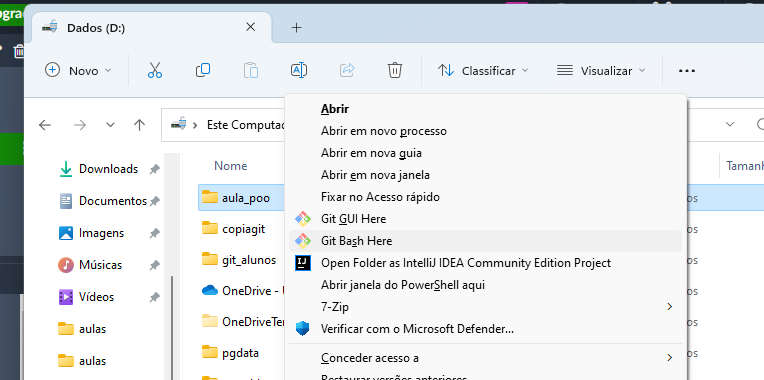 Dados (D:)
Novo
Classificar
Visualizar
Este Computad
Nome
Tamanh
Downloads
Documentos
Imagens
Músicas
Vídeos
aulas
aulas
aula_poo
copiagit
git_alunos
OneDrive - U
OneDriveTem
pgdata
Abrir
Abrir em novo processo
Abrir em nova guia
Abrir em nova janela
Fixar no Acesso rápido
Git GUI Here
Git Bash Here
Open Folder as IntelliJ IDEA Community Edition Project
Abrir janela do PowerShell aqui
7-Zip
Verificar com o Microsoft Defender...
Conceder acesso a
Restaurar versões anteriores